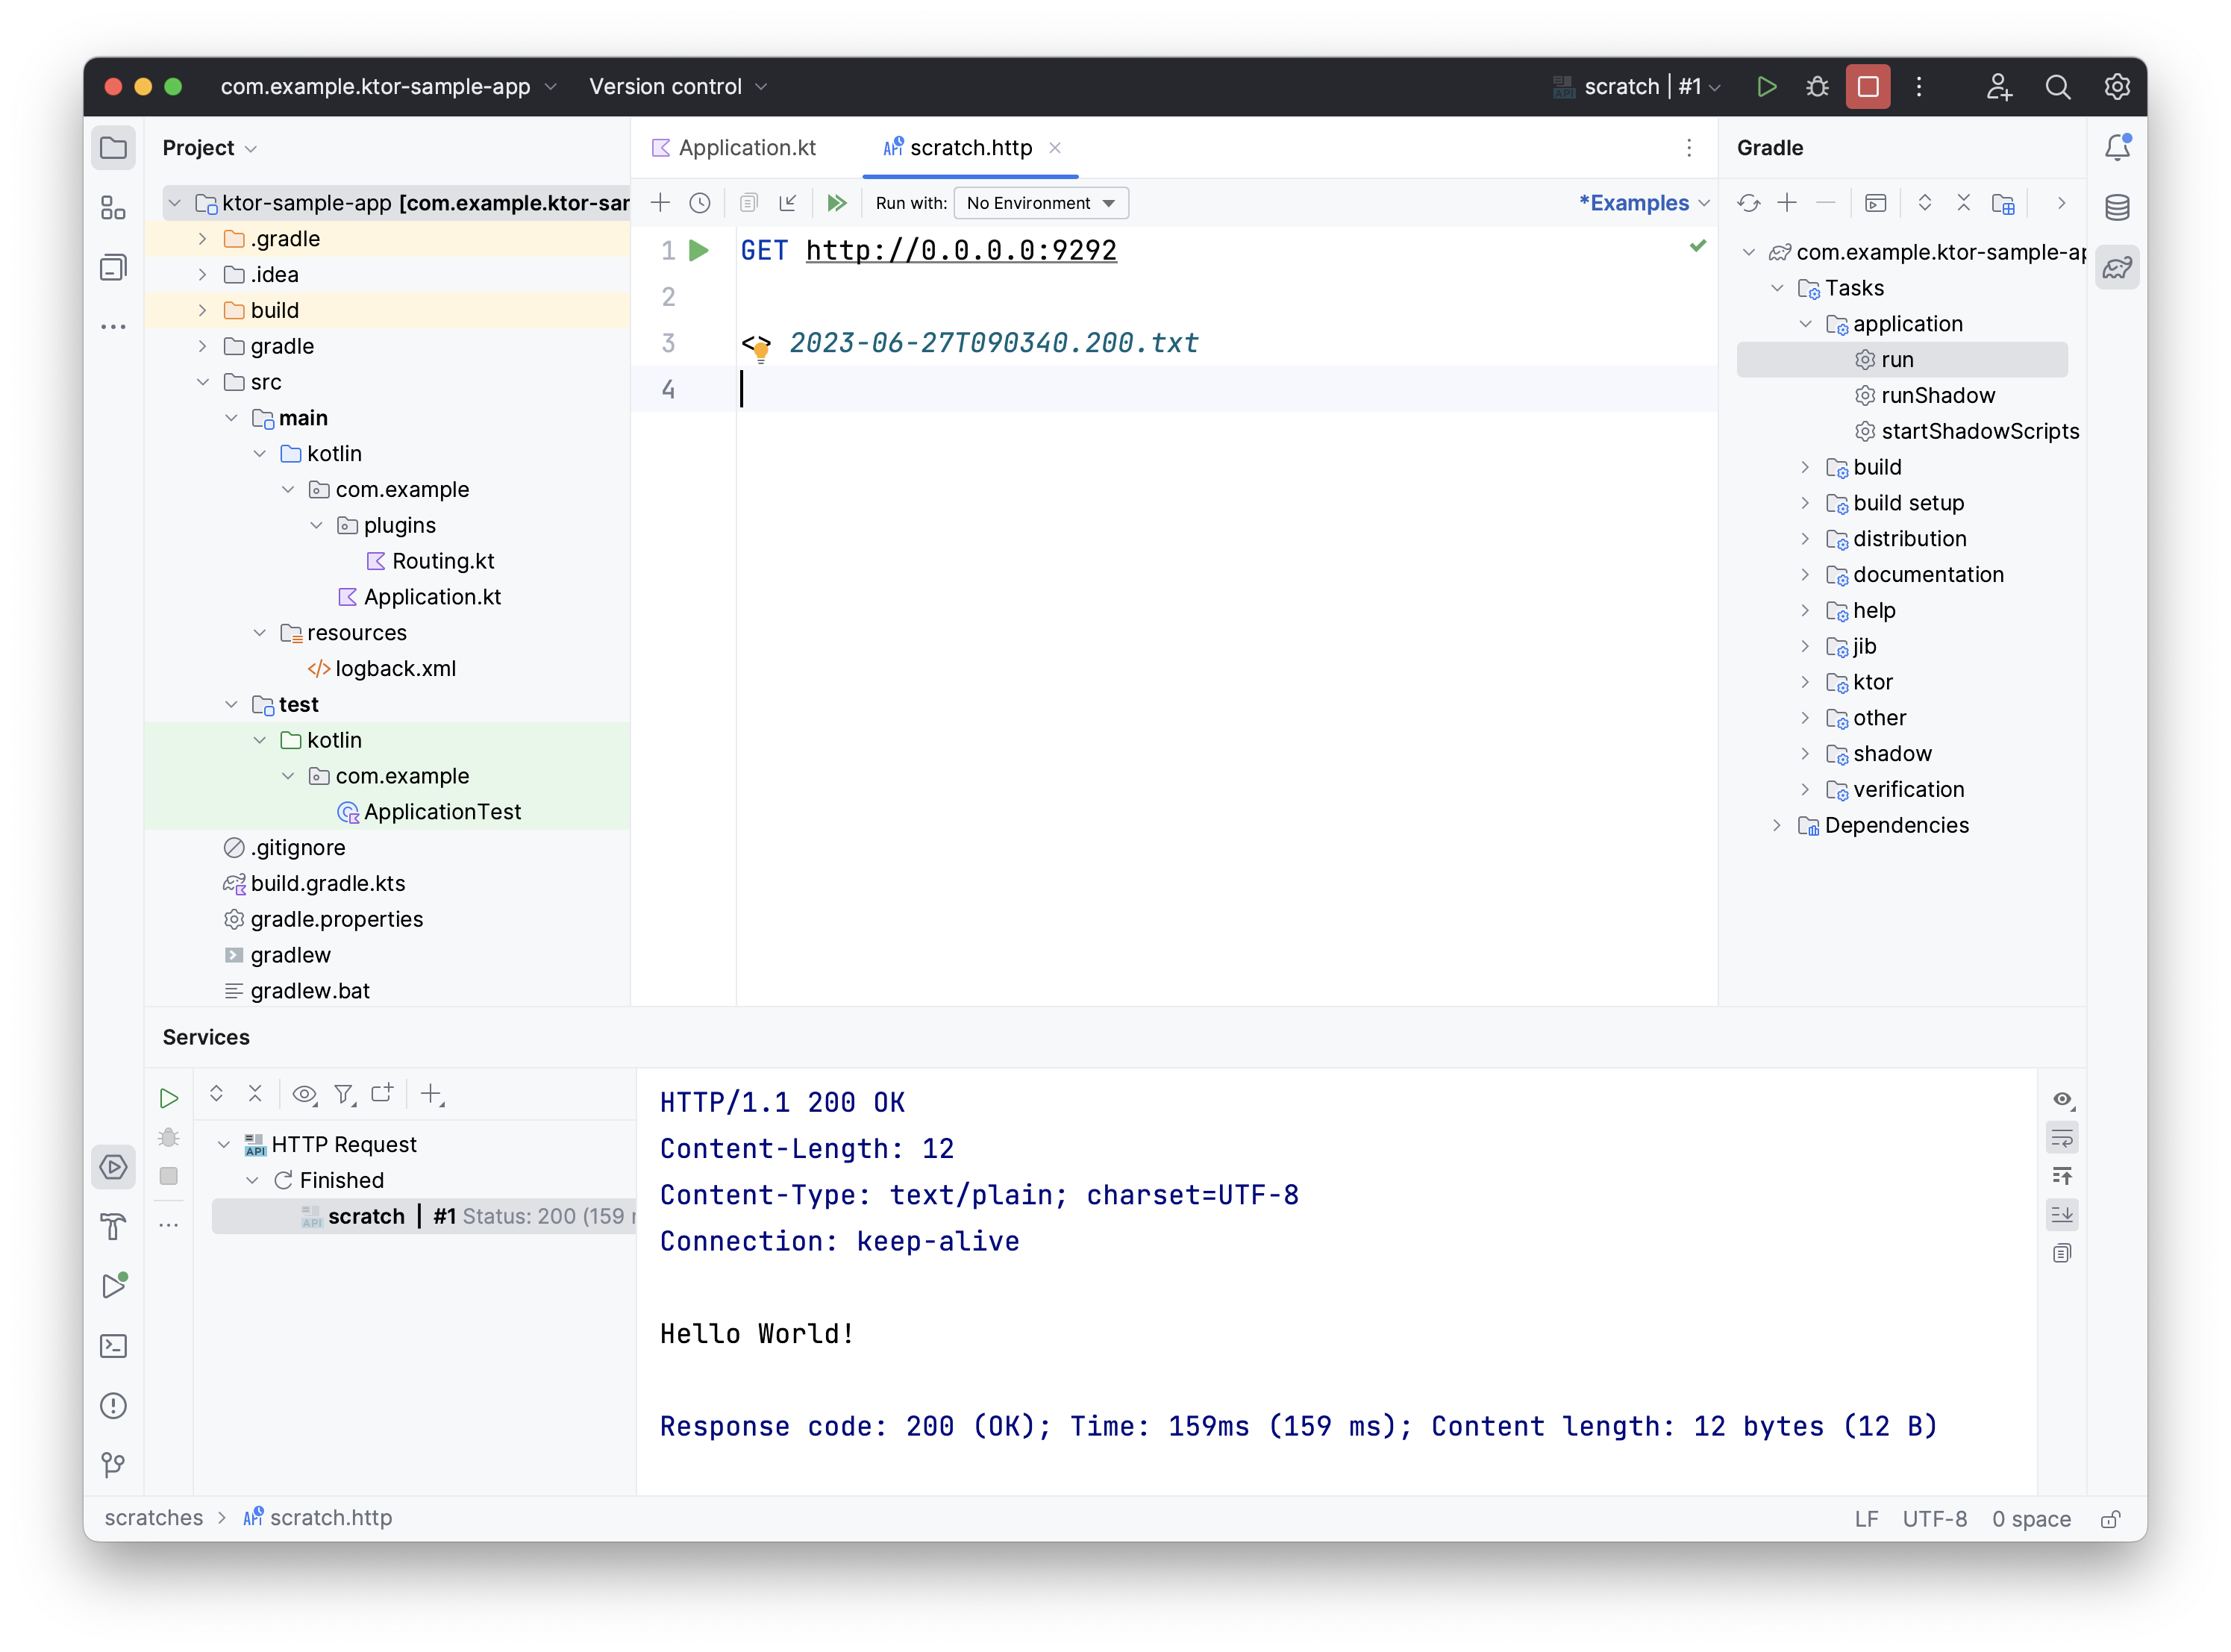 com.example.ktor-sample-app
Version control
scratch | #1
Project
Application.kt
scratch.http
Gradle
ktor-sample-app [com.example.ktor-sar
.gradle
.idea
build
gradle
src
main
kotlin
com.example
plugins
Routing.kt
Application.kt
resources
logback.xml
test
kotlin
com.example
ApplicationTest
.gitignore
build.gradle.kts
gradle.properties
gradlew
gradlew.bat
Run with: No Environment
*Examples
1 GET http://0.0.0.0:9292
2
3 <> 2023-06-27T090340.200.txt
4
com.example.ktor-sample-ap
Tasks
application
run
runShadow
startShadowScripts
build
build setup
distribution
documentation
help
jib
ktor
other
shadow
verification
Dependencies
Services
API HTTP Request
Finished
API scratch | #1 Status: 200 (159 r
HTTP/1.1 200 OK
Content-Length: 12
Content-Type: text/plain; charset=UTF-8
Connection: keep-alive
Hello World!
Response code: 200 (OK); Time: 159ms (159 ms); Content length: 12 bytes (12 B)
scratches > API scratch.http
LF UTF-8 0 space